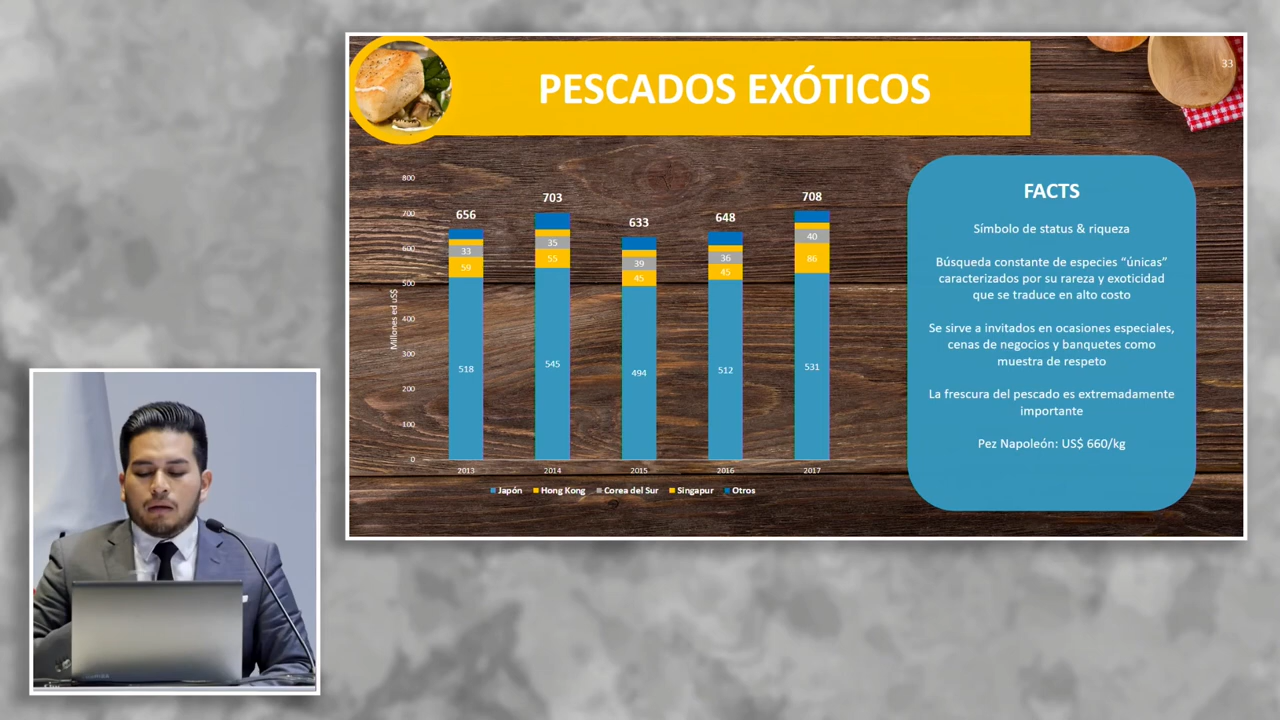 PESCADOS EXÓTICOS
33
800
700
600
500
400
300
200
100
0
Millones ed uS$
656
33
59
518
703
35
55
545
633
39
45
494
648
36
45
512
708
40
86
531
2013 2014 2015 2016 2017
Japón Hong Kong Corea del Sur Singapur Otros
FACTS
Símbolo de status & riqueza
Búsqueda constante de especies “únicas”
caracterizados por su rareza y exoticidad
que se traduce en alto costo
Se sirve a invitados en ocasiones especiales,
cenas de negocios y banquetes como
muestra de respeto
La frescura del pescado es extremadamente
importante
Pez Napoleón: US$ 660/kg